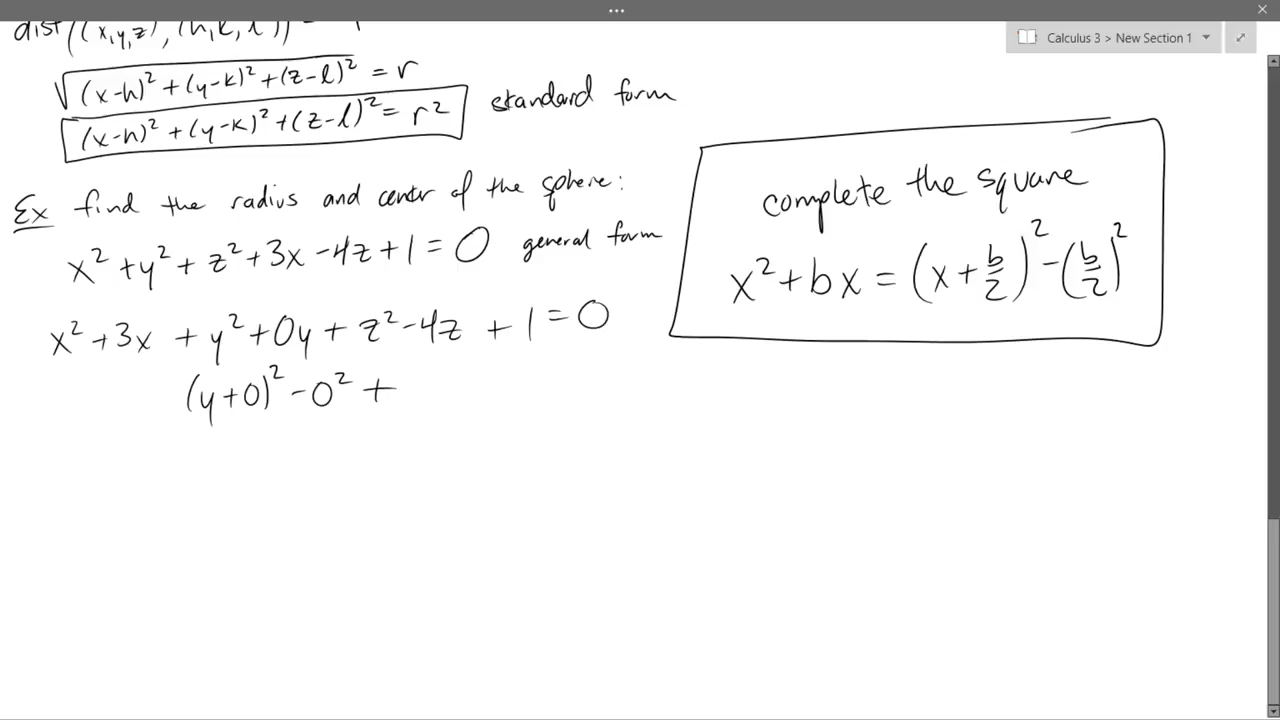 dist((x,y,z), (h,k,l)) = r
Calculus 3 > New Section 1
√(x-h)² + (y-k)² + (z-l)² = r
(x-h)² + (y-k)² + (z-l)² = r² standard form
Ex find the radius and center of the sphere:
x² + y² + z² + 3x - 4z + 1 = 0 general form
x² + 3x + y² + 0y + z² - 4z + 1 = 0
(y+0)² - 0² +
complete the square
x² + bx = (x + b/2)² - (b/2)²